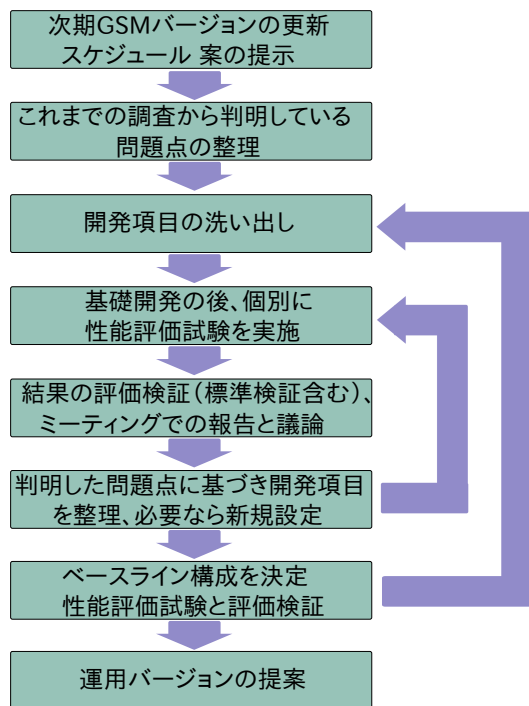 次期GSMバージョンの更新
スケジュール 案の提示
これまでの調査から判明している
問題点の整理
開発項目の洗い出し
基礎開発の後、個別に
性能評価試験を実施
結果の評価検証（標準検証含む）、
ミーティングでの報告と議論
判明した問題点に基づき開発項目
を整理、必要なら新規設定
ベースライン構成を決定
性能評価試験と評価検証
運用バージョンの提案